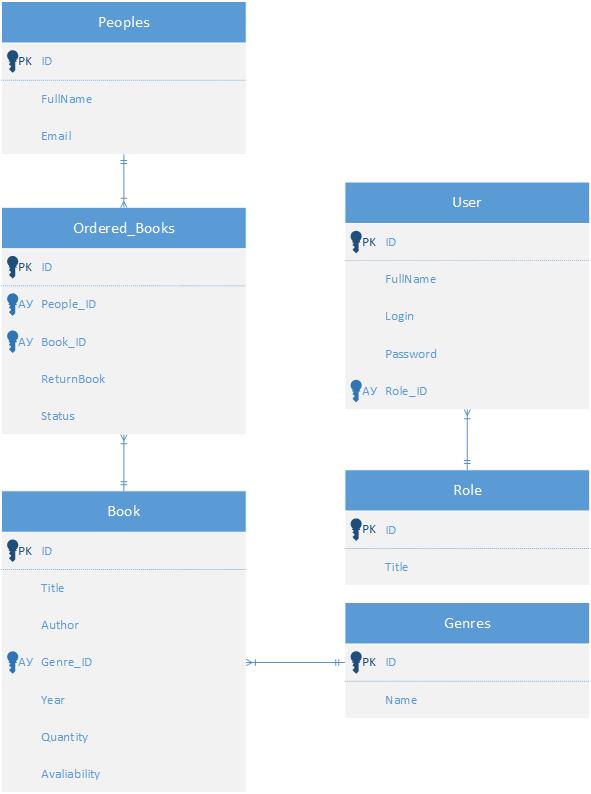 Peoples
PK ID
FullName
Email
Ordered_Books
PK ID
АУ People_ID
АУ Book_ID
ReturnBook
Status
Book
PK ID
Title
Author
АУ Genre_ID
Year
Quantity
Avaliability
User
PK ID
FullName
Login
Password
АУ Role_ID
Role
PK ID
Title
Genres
PK ID
Name